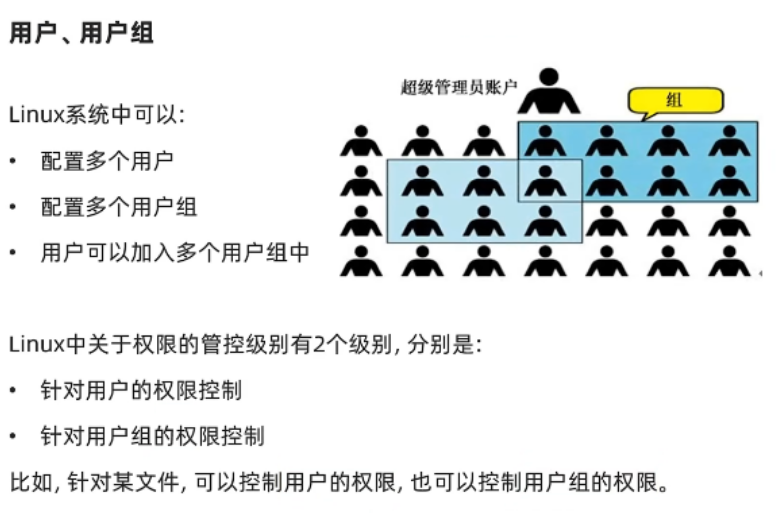 用户、用户组
超级管理员账户
组
Linux系统中可以:
• 配置多个用户
• 配置多个用户组
• 用户可以加入多个用户组中
Linux中关于权限的管控级别有2个级别, 分别是:
• 针对用户的权限控制
• 针对用户组的权限控制
比如, 针对某文件, 可以控制用户的权限, 也可以控制用户组的权限。